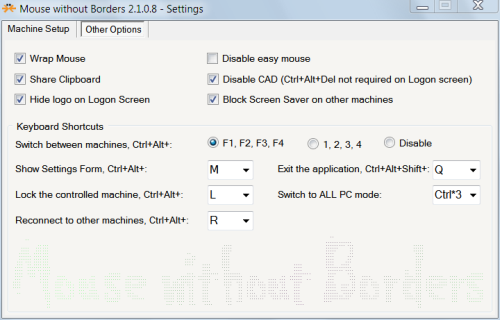 Mouse without Borders 2.1.0.8 - Settings
Machine Setup Other Options
Wrap Mouse Disable easy mouse
Share Clipboard Disable CAD (Ctrl+Alt+Del not required on Logon screen)
Hide logo on Logon Screen Block Screen Saver on other machines
Keyboard Shortcuts
Switch between machines, Ctrl+Alt+: F1, F2, F3, F4 1, 2, 3, 4 Disable
Show Settings Form, Ctrl+Alt+: M Exit the application, Ctrl+Alt+Shift+: Q
Lock the controlled machine, Ctrl+Alt+: L Switch to ALL PC mode: Ctrl*3
Reconnect to other machines, Ctrl+Alt+: R
Mouse without Borders